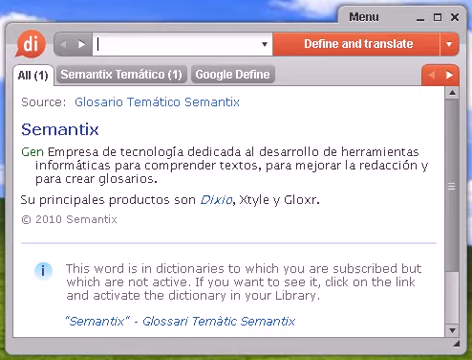 Menu
di
Define and translate
All (1)
Semantix Temático (1)
Google Define
Source: Glosario Temático Semantix
Semantix
Gen Empresa de tecnología dedicada al desarrollo de herramientas
informáticas para comprender textos, para mejorar la redacción y
para crear glosarios.
Su principales productos son Dixio, Xtyle y Gloxr.
© 2010 Semantix
i
This word is in dictionaries to which you are subscribed but
which are not active. If you want to see it, click on the link
and activate the dictionary in your Library.
"Semantix" - Glossari Temàtic Semantix